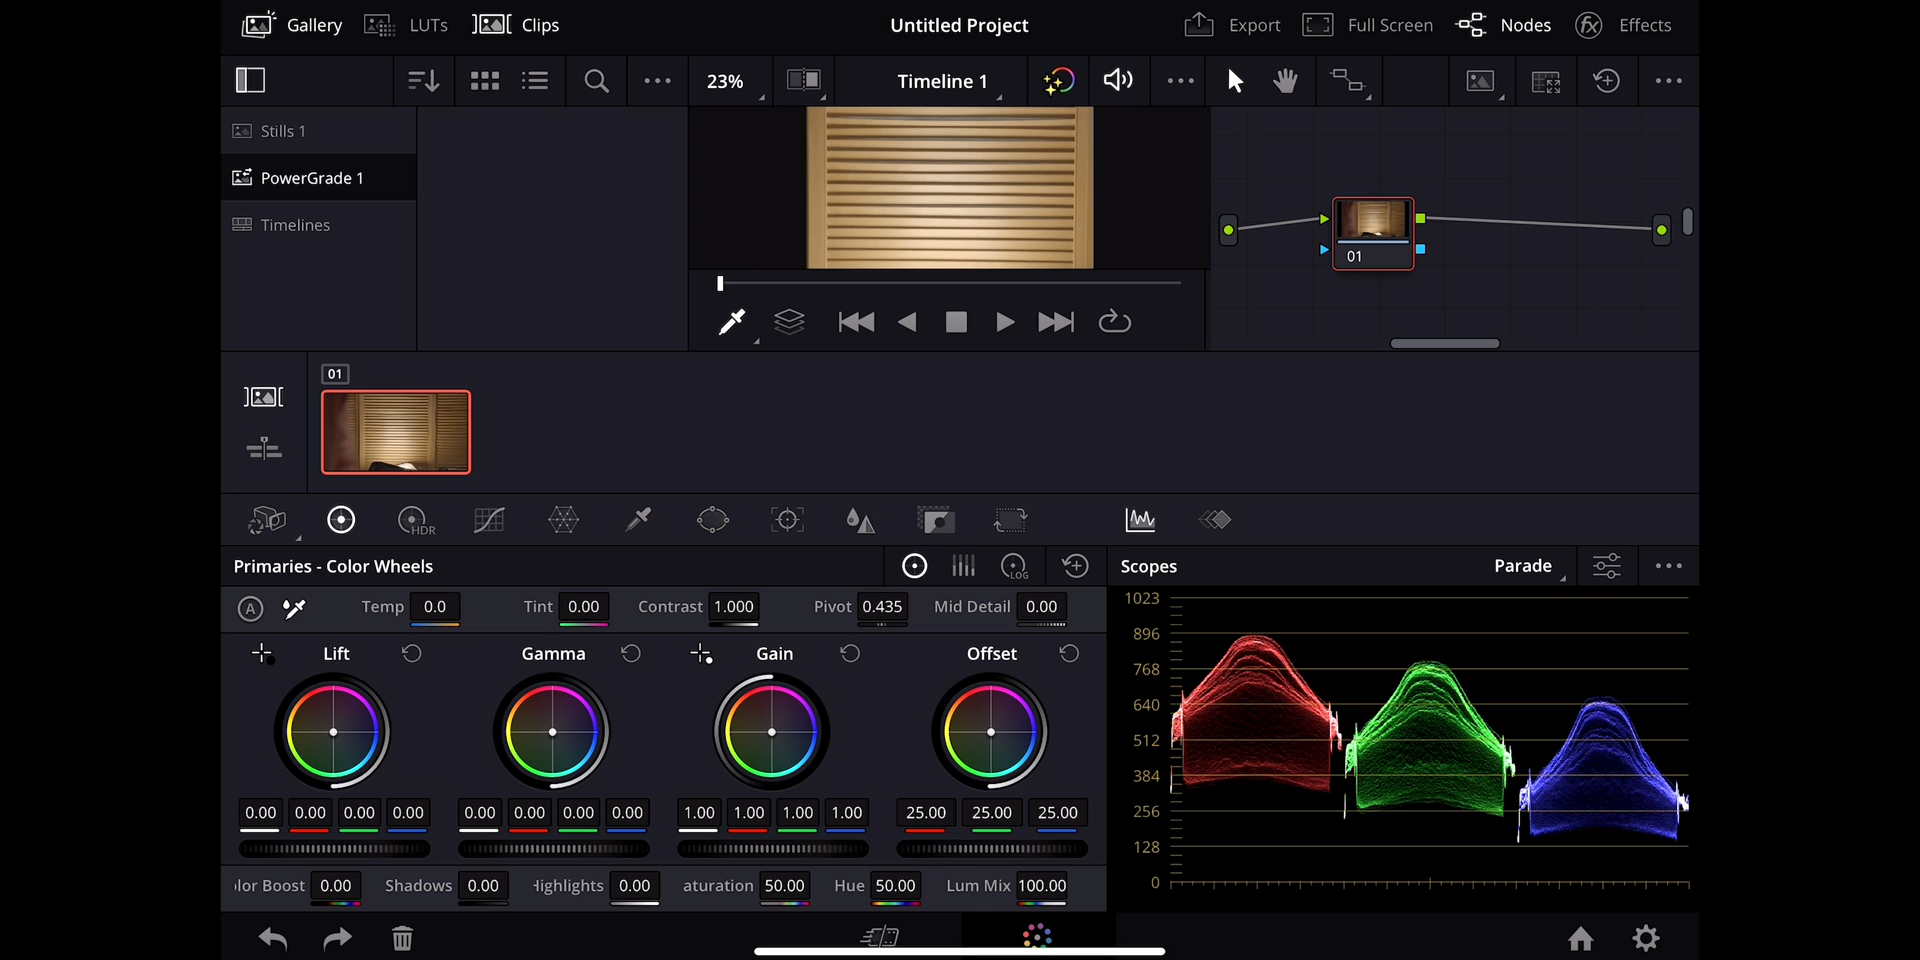 Gallery LUTs Clips Untitled Project Export Full Screen Nodes Effects
23% Timeline 1
Stills 1
PowerGrade 1
Timelines
01
01
HDR
Primaries - Color Wheels LOG Scopes Parade
A Temp 0.0 Tint 0.00 Contrast 1.000 Pivot 0.435 Mid Detail 0.00
Lift Gamma Gain Offset
0.00 0.00 0.00 0.00 0.00 0.00 0.00 0.00 1.00 1.00 1.00 1.00 25.00 25.00 25.00
lor Boost 0.00 Shadows 0.00 Highlights 0.00 aturation 50.00 Hue 50.00 Lum Mix 100.00
1023
896
768
640
512
384
256
128
0